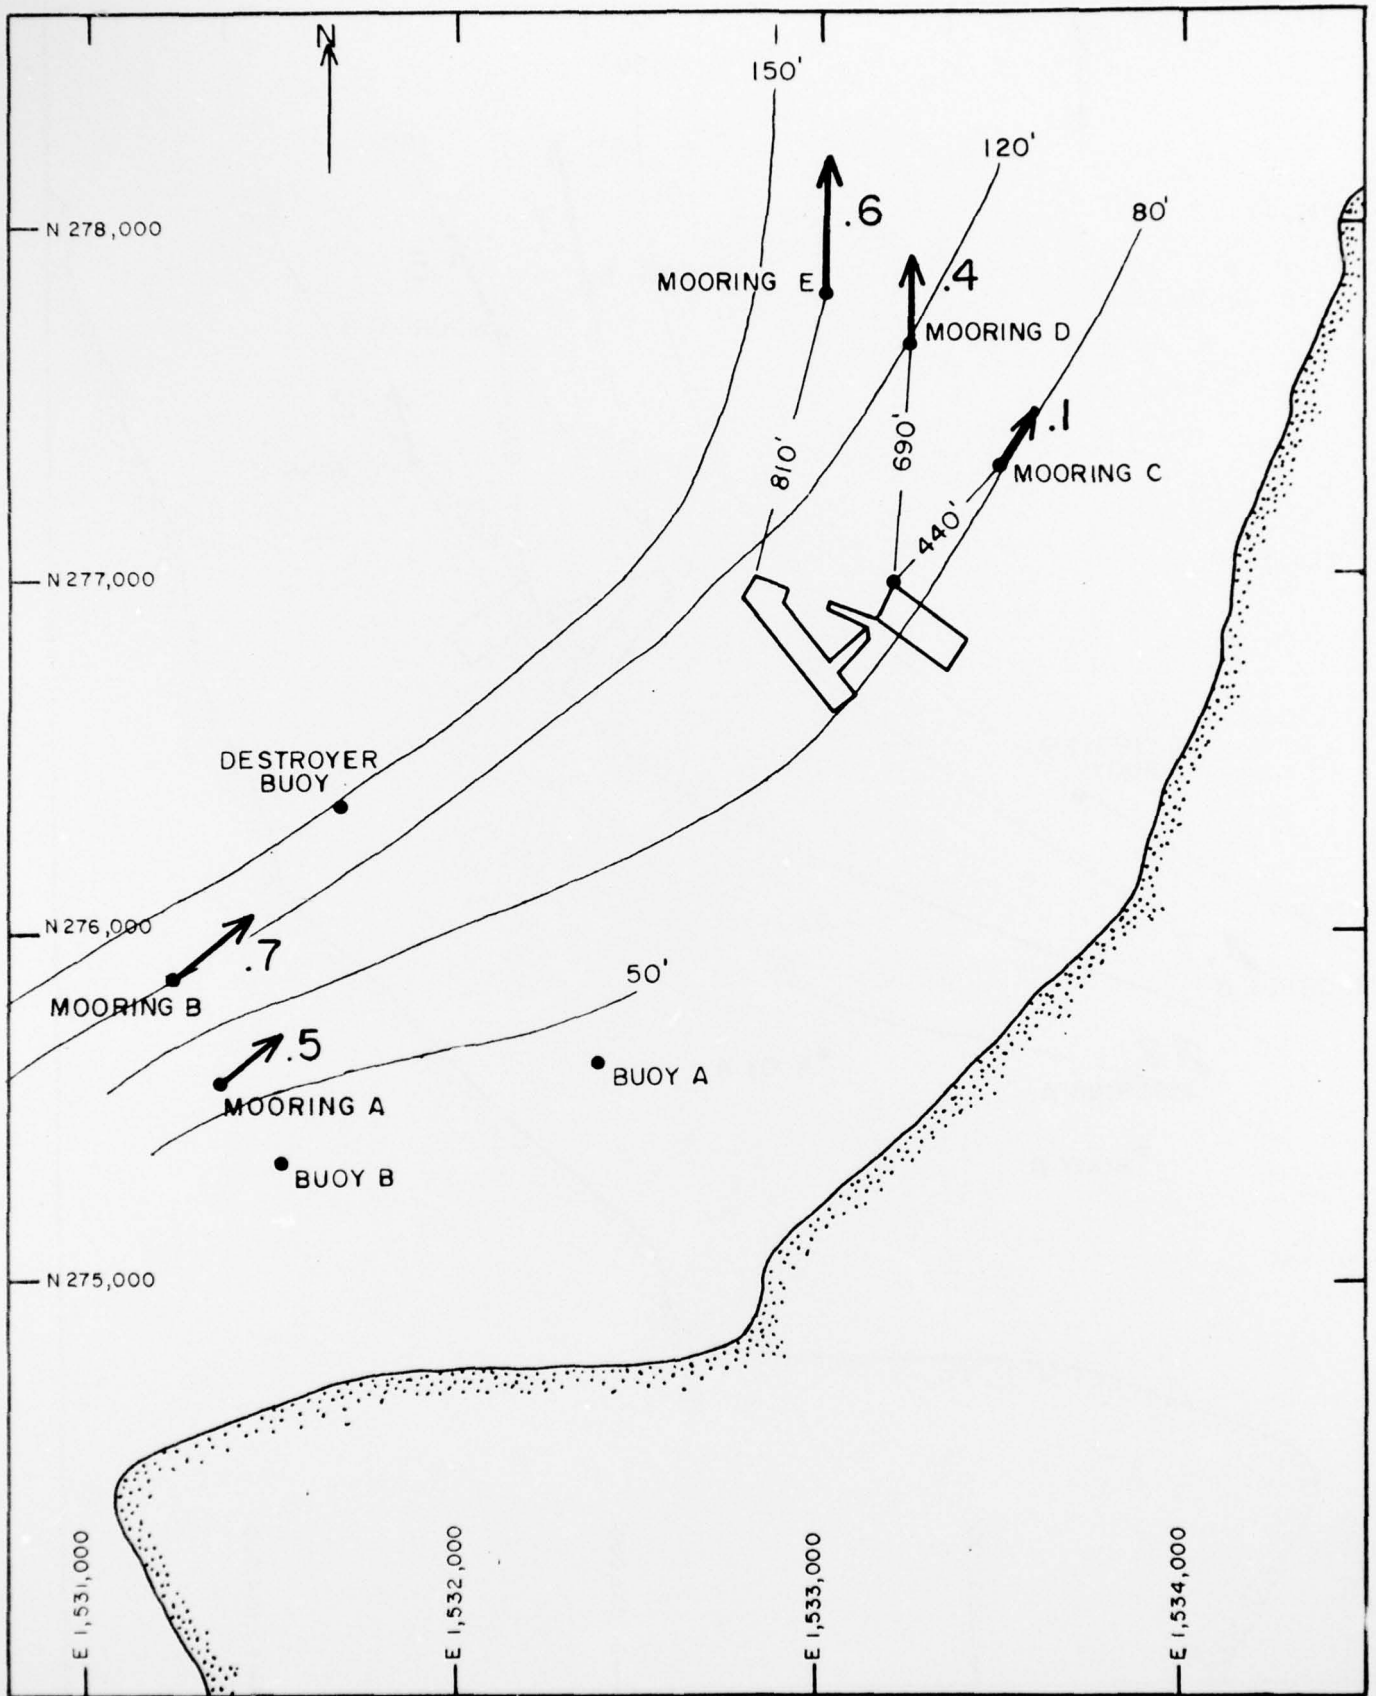 N
150'
120'
80'
.6
N 278,000
MOORING E
.4
MOORING D
.1
810'
690'
MOORING C
440'
N 277,000
DESTROYER
BUOY
N 276,000
.7
50'
MOORING B
.5
BUOY A
MOORING A
BUOY B
N 275,000
E 1,531,000
E 1,532,000
E 1,533,000
E 1,534,000